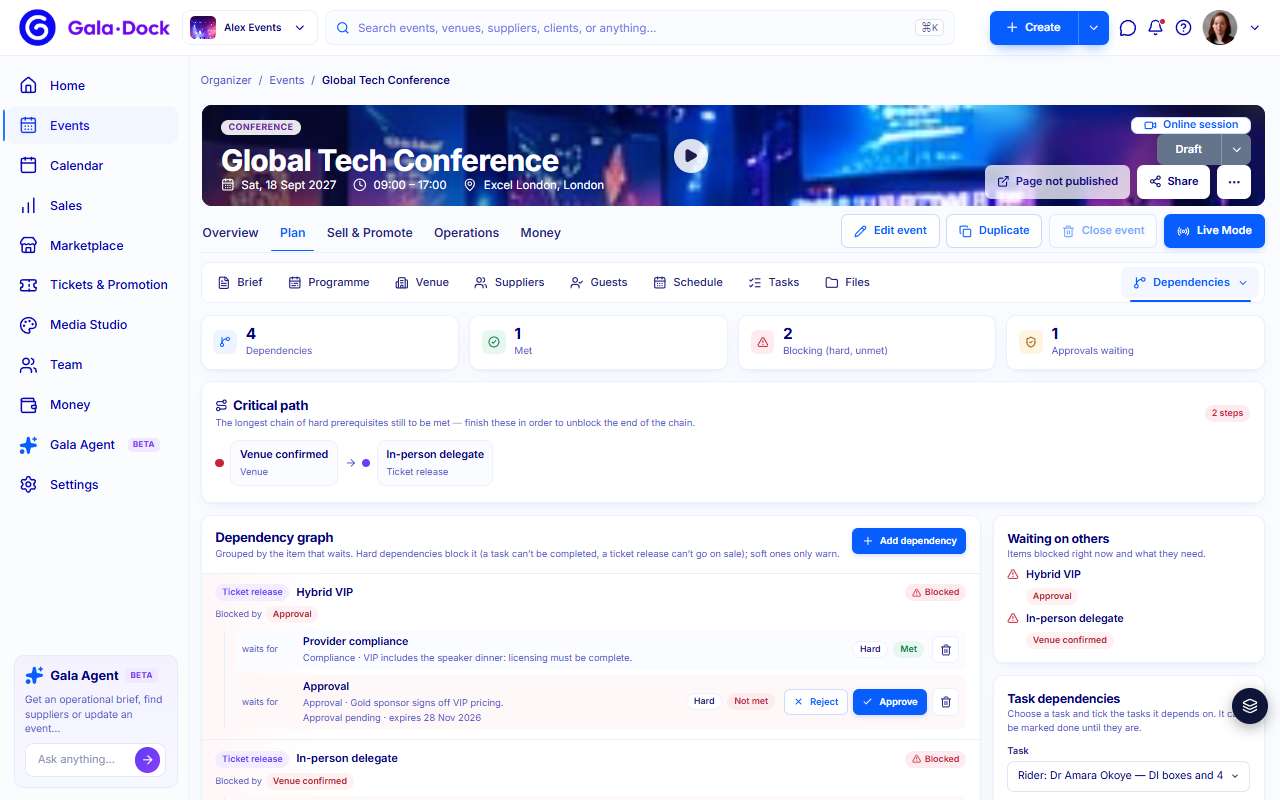 Gala·Dock
Alex Events
Search events, venues, suppliers, clients, or anything...
⌘K
Create
Home
Events
Calendar
Sales
Marketplace
Tickets & Promotion
Media Studio
Team
Money
Gala Agent BETA
Settings
Gala Agent BETA
Get an operational brief, find
suppliers or update an
event...
Ask anything...
Organizer / Events / Global Tech Conference
CONFERENCE
Global Tech Conference
Sat, 18 Sept 2027
09:00 – 17:00
Excel London, London
Online session
Draft
Page not published
Share
Overview
Plan
Sell & Promote
Operations
Money
Edit event
Duplicate
Close event
Live Mode
Brief
Programme
Venue
Suppliers
Guests
Schedule
Tasks
Files
Dependencies
4
Dependencies
1
Met
2
Blocking (hard, unmet)
1
Approvals waiting
Critical path
The longest chain of hard prerequisites still to be met — finish these in order to unblock the end of the chain.
2 steps
Venue confirmed
Venue
In-person delegate
Ticket release
Dependency graph
Grouped by the item that waits. Hard dependencies block it (a task can't be completed, a ticket release can't go on sale); soft ones only warn.
Add dependency
Ticket release Hybrid VIP
Blocked
Blocked by Approval
waits for
Provider compliance
Compliance · VIP includes the speaker dinner: licensing must be complete.
Hard
Met
waits for
Approval
Approval · Gold sponsor signs off VIP pricing.
Approval pending · expires 28 Nov 2026
Hard
Not met
Reject
Approve
Ticket release In-person delegate
Blocked
Blocked by Venue confirmed
Waiting on others
Items blocked right now and what they need.
Hybrid VIP
Approval
In-person delegate
Venue confirmed
Task dependencies
Choose a task and tick the tasks it depends on. It
be marked done until they are.
Task
Rider: Dr Amara Okoye — DI boxes and 4